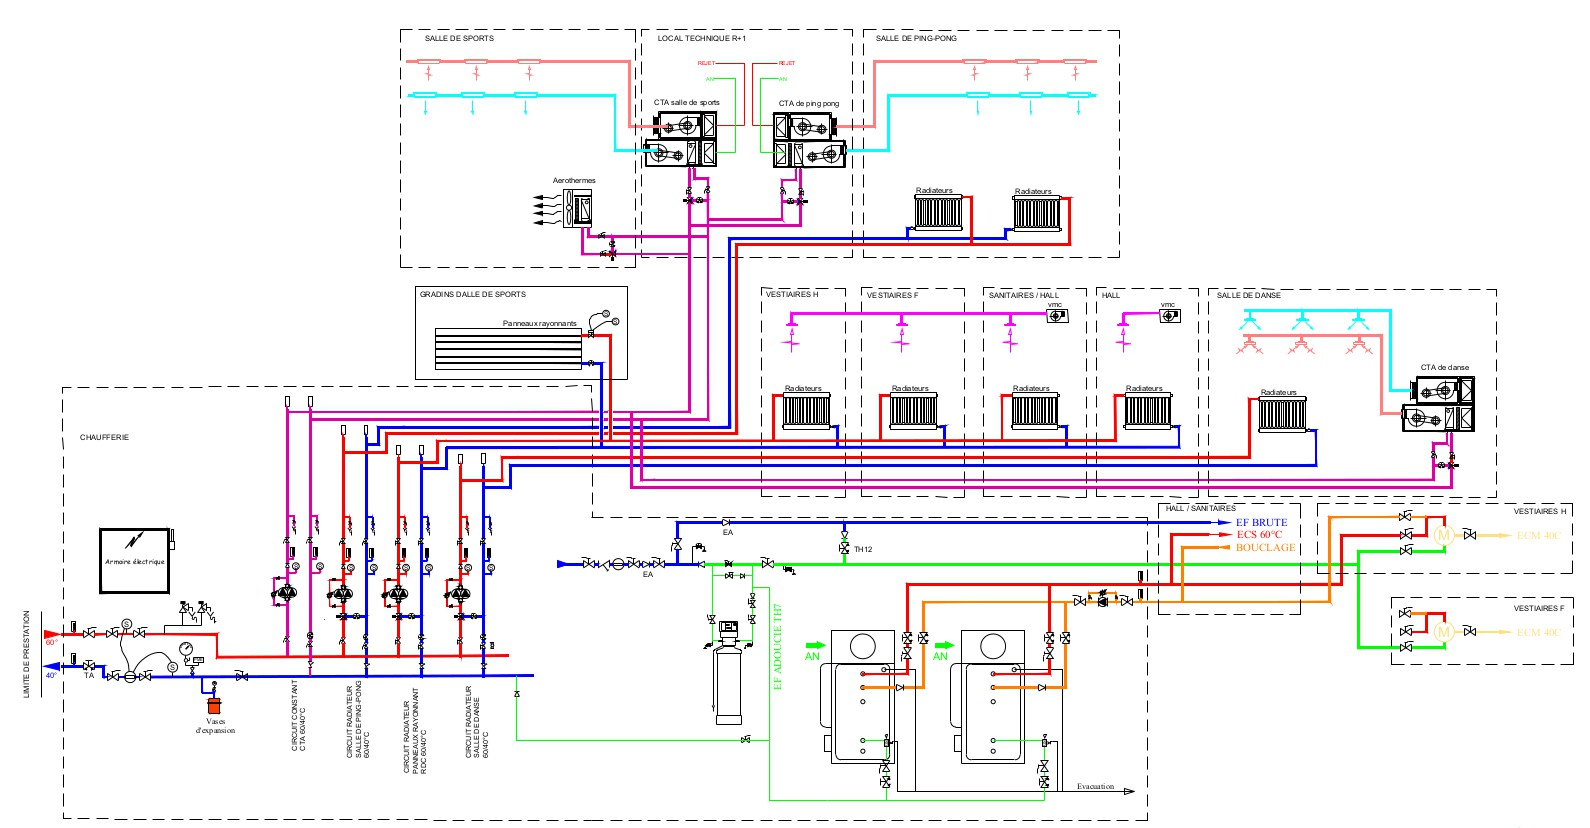 SALLE DE SPORTS
LOCAL TECHNIQUE R+1
SALLE DE PING-PONG
REJET
REJET
AN
AN
CTA salle de sports
CTA de ping pong
Aerothermes
Radiateurs
Radiateurs
GRADINS DALLE DE SPORTS
Panneaux rayonnants
S
S
VESTIAIRES H
VESTIAIRES F
SANITAIRES / HALL
vmc
HALL
vmc
SALLE DE DANSE
CTA de danse
Radiateurs
Radiateurs
Radiateurs
Radiateurs
Radiateurs
CHAUFFERIE
Armoire électrique
LIMITE DE PRESTATION
60°
40°
TA
S
S
Vases
d'expansion
CIRCUIT CONSTANT
CTA 60/40°C
CIRCUIT RADIATEUR
SALLE DE PING-PONG
60/40°C
CIRCUIT RADIATEUR
PANNEAUX RAYONNANT
RDC 60/40°C
CIRCUIT RADIATEUR
SALLE DE DANSE
60/40°C
EA
EA
TH12
EF ADOUCIE TH7
AN
AN
Evacuation
HALL / SANITAIRES
EF BRUTE
ECS 60°C
BOUCLAGE
VESTIAIRES H
M
ECM 40C
VESTIAIRES F
M
ECM 40C